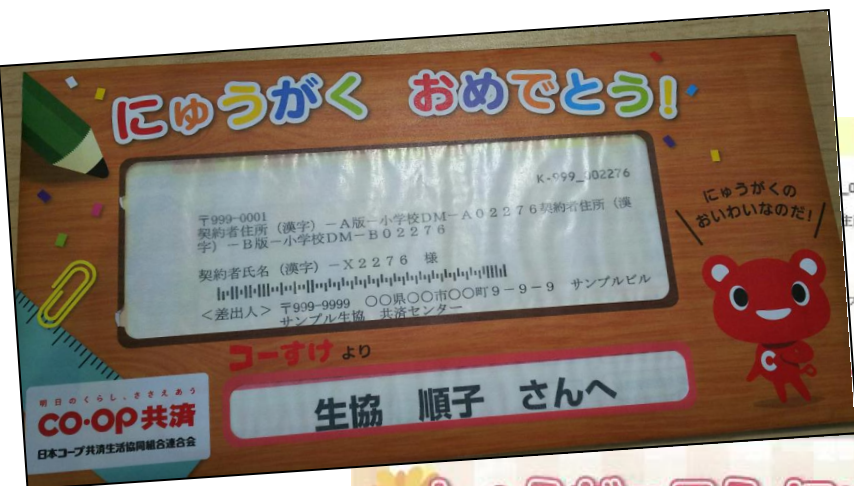 にゅうがく おめでとう!
K-999_002276
〒999-0001
契約者住所(漢字)-A版-小学校DM-A02276契約者住所(漢
字)-B版-小学校DM-B02276
契約者氏名(漢字)-X2276 様
<差出人> 〒999-9999 〇〇県〇〇市〇〇町9-9-9 サンプルビル
サンプル生協 共済センター
にゅうがくの
おいわいなのだ!
C
コーすけ より
生協 順子 さんへ
明日のくらし、ささえあう
CO·OP共済
日本コープ共済生活協同組合連合会